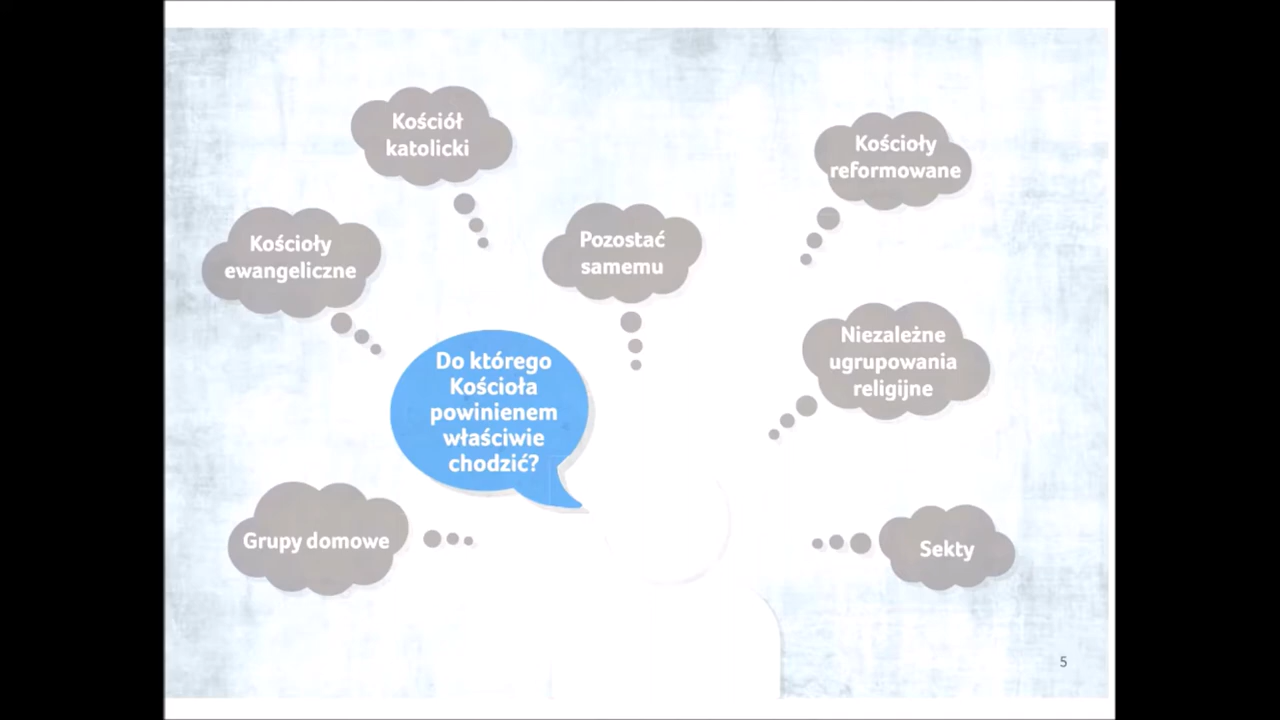 Kościół
katolicki
Kościoły
reformowane
Kościoły
ewangeliczne
Pozostać
samemu
Niezależne
ugrupowania
religijne
Do którego
Kościoła
powinienem
właściwie
chodzić?
Grupy domowe
Sekty
5